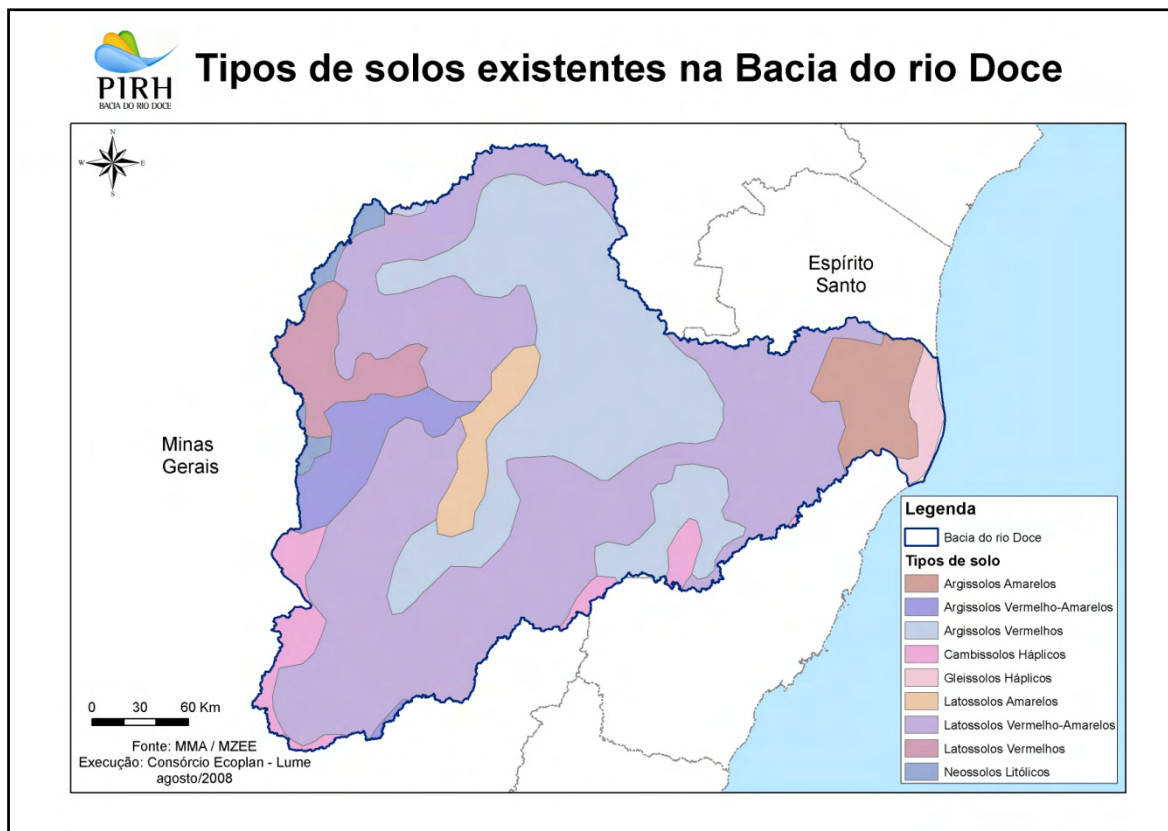 PIRH
BACIA DO RIO DOCE
Tipos de solos existentes na Bacia do rio Doce
N
W
E
S
Espírito
Santo
Minas
Gerais
Legenda
Bacia do rio Doce
Tipos de solo
Argissolos Amarelos
Argissolos Vermelho-Amarelos
Argissolos Vermelhos
Cambissolos Háplicos
Gleissolos Háplicos
Latossolos Amarelos
Latossolos Vermelho-Amarelos
Latossolos Vermelhos
Neossolos Litólicos
0 30 60 Km
Fonte: MMA / MZEE
Execução: Consórcio Ecoplan - Lume
agosto/2008